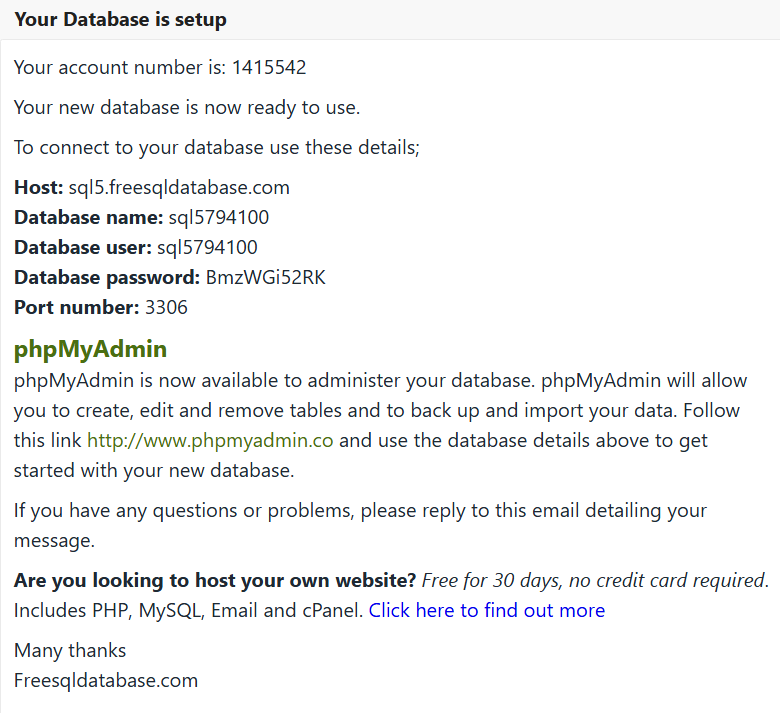 Your Database is setup
Your account number is: 1415542
Your new database is now ready to use.
To connect to your database use these details;
Host: sql5.freesqldatabase.com
Database name: sql5794100
Database user: sql5794100
Database password: BmzWGi52RK
Port number: 3306
phpMyAdmin
phpMyAdmin is now available to administer your database. phpMyAdmin will allow
you to create, edit and remove tables and to back up and import your data. Follow
this link http://www.phpmyadmin.co and use the database details above to get
started with your new database.
If you have any questions or problems, please reply to this email detailing your
message.
Are you looking to host your own website? Free for 30 days, no credit card required.
Includes PHP, MySQL, Email and cPanel. Click here to find out more
Many thanks
Freesqldatabase.com